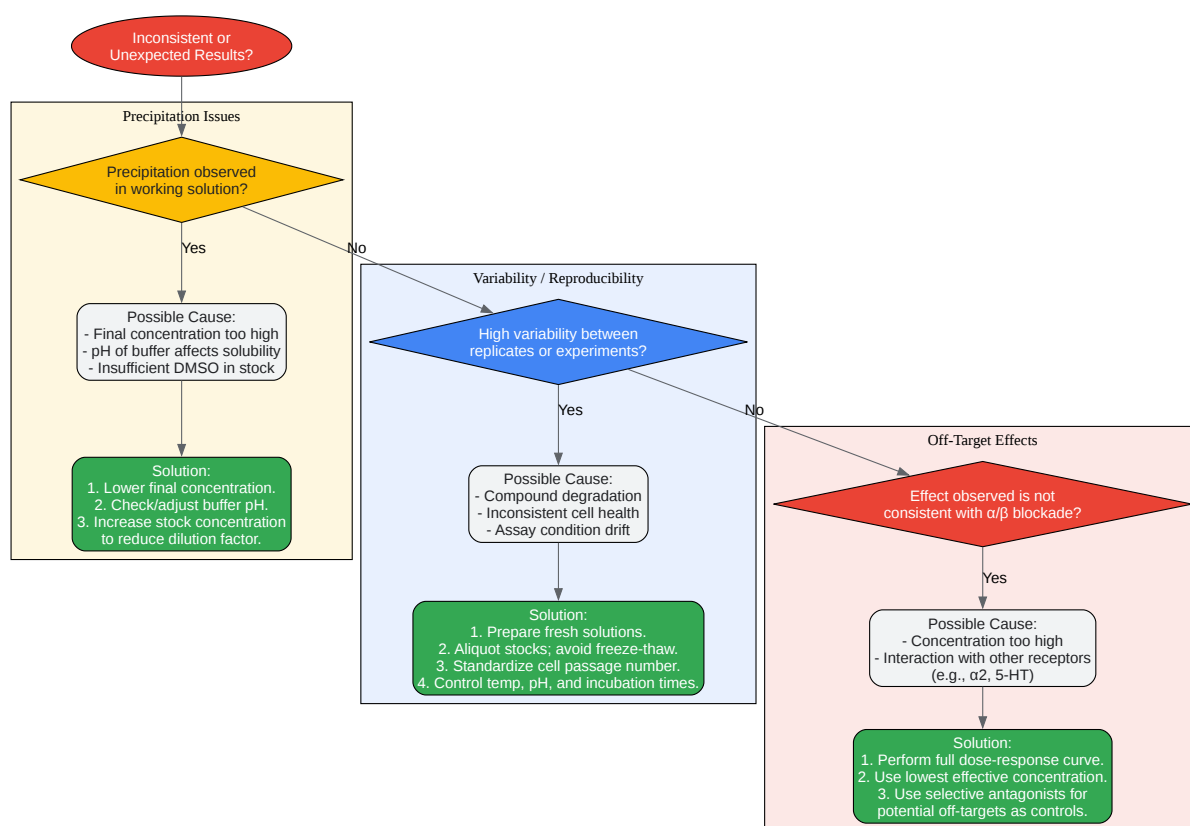 Inconsistent or
Unexpected Results?
Precipitation Issues
Precipitation observed
in working solution?
Yes
No
Possible Cause:
- Final concentration too high
- pH of buffer affects solubility
- Insufficient DMSO in stock
Solution:
1. Lower final concentration.
2. Check/adjust buffer pH.
3. Increase stock concentration
to reduce dilution factor.
Variability / Reproducibility
High variability between
replicates or experiments?
Yes
No
Possible Cause:
- Compound degradation
- Inconsistent cell health
- Assay condition drift
Solution:
1. Prepare fresh solutions.
2. Aliquot stocks; avoid freeze-thaw.
3. Standardize cell passage number.
4. Control temp, pH, and incubation times.
Off-Target Effects
Effect observed is not
consistent with α/β blockade?
Yes
Possible Cause:
- Concentration too high
- Interaction with other receptors
(e.g., α2, 5-HT)
Solution:
1. Perform full dose-response curve.
2. Use lowest effective concentration.
3. Use selective antagonists for
potential off-targets as controls.